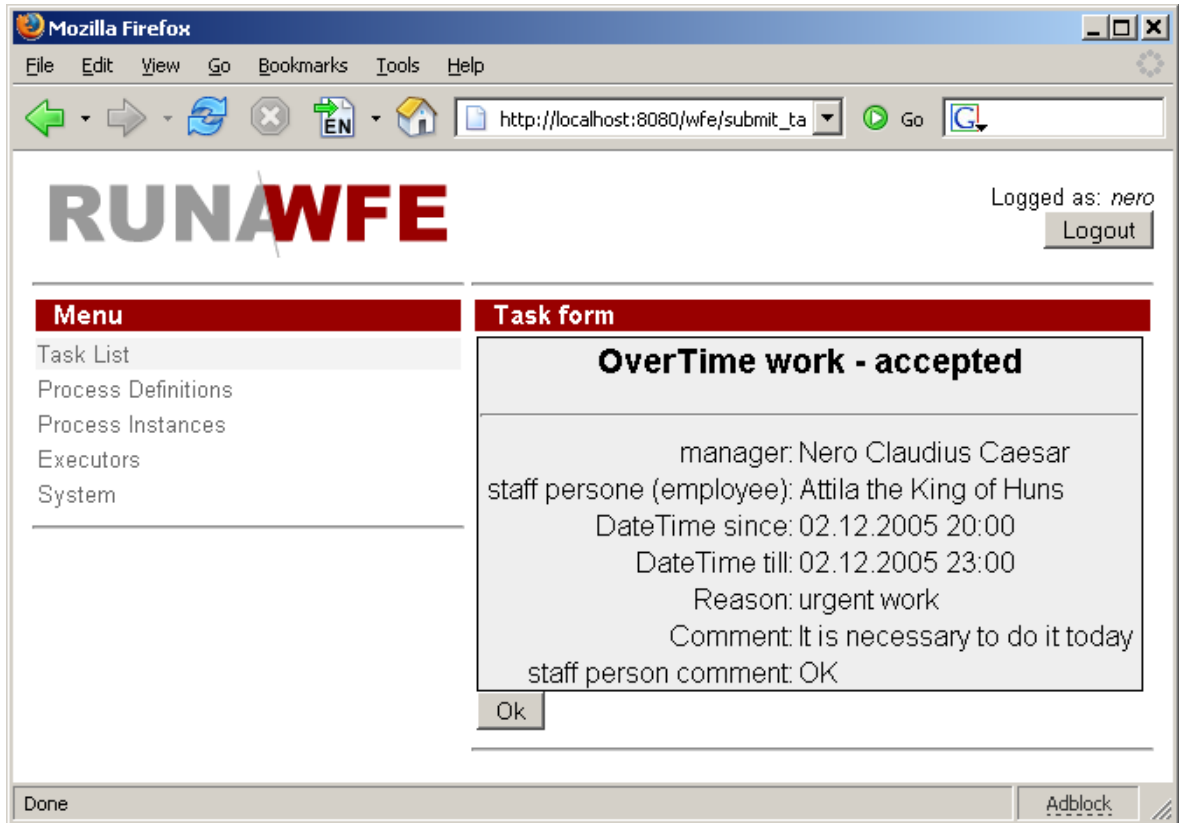 Mozilla Firefox
File Edit View Go Bookmarks Tools Help
EN http://localhost:8080/wfe/submit_ta Go G
RUNAWFE
Logged as: nero
Logout
Menu
Task List
Process Definitions
Process Instances
Executors
System
Task form
OverTime work - accepted
manager: Nero Claudius Caesar
staff persone (employee): Attila the King of Huns
DateTime since: 02.12.2005 20:00
DateTime till: 02.12.2005 23:00
Reason: urgent work
Comment: It is necessary to do it today
staff person comment: OK
Ok
Done Adblock